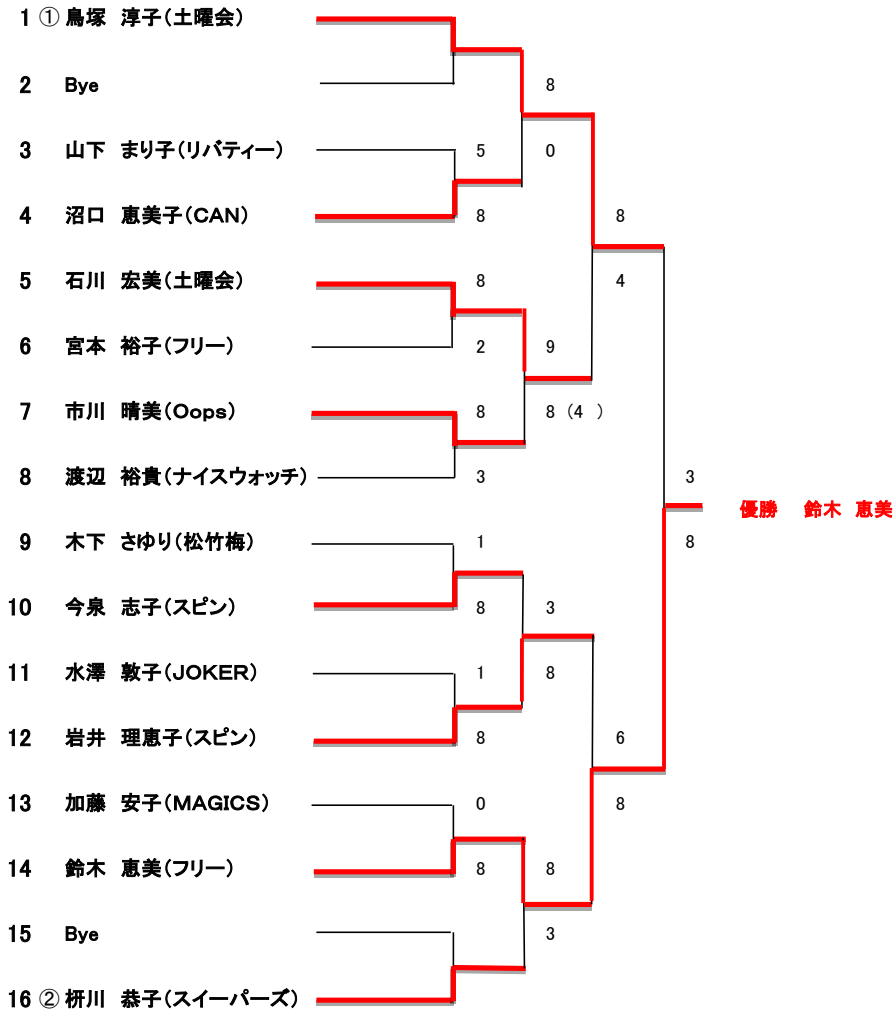 1 ① 鳥塚 淳子(土曜会)
2 Bye 8
3 山下 まり子(リバティー) 5 0
4 沼口 恵美子(CAN) 8 8
5 石川 宏美(土曜会) 8 4
6 宮本 裕子(フリー) 2 9
7 市川 晴美(Oops) 8 8 (4 )
8 渡辺 裕貴(ナイスウォッチ) 3 3
優勝 鈴木 恵美
9 木下 さゆり(松竹梅) 1 8
10 今泉 志子(スピン) 8 3
11 水澤 敦子(JOKER) 1 8
12 岩井 理恵子(スピン) 8 6
13 加藤 安子(MAGICS) 0 8
14 鈴木 恵美(フリー) 8 8
15 Bye 3
16 ② 枡川 恭子(スイーパーズ)